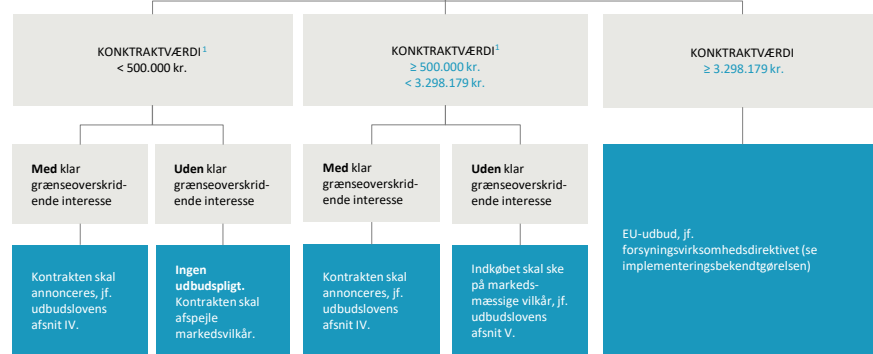 KONKTRAKTVÆRDI¹
< 500.000 kr.
KONKTRAKTVÆRDI¹
≥ 500.000 kr.
< 3.298.179 kr.
KONKTRAKTVÆRDI
≥ 3.298.179 kr.
Med klar
grænseoverskrid-
ende interesse
Uden klar
grænseoverskrid-
ende interesse
Med klar
grænseoverskrid-
ende interesse
Uden klar
grænseoverskrid-
ende interesse
Kontrakten skal
annonceres, jf.
udbudslovens
afsnit IV.
Ingen
udbudspligt.
Kontrakten skal
afspejle
markedsvilkår.
Kontrakten skal
annonceres, jf.
udbudslovens
afsnit IV.
Indkøbet skal ske
på markeds-
mæssige vilkår, jf.
udbudslovens
afsnit V.
EU-udbud, jf.
forsyningsvirksomhedsdirektivet (se
implementeringsbekendtgørelsen)